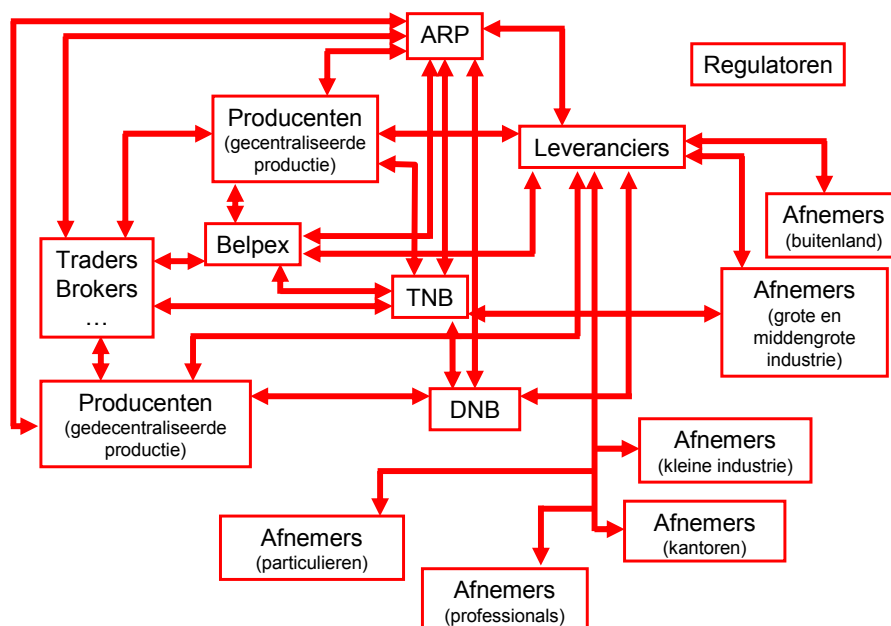 ARP
Regulatoren
Producenten
(gecentraliseerde
productie)
Leveranciers
Afnemers
(buitenland)
Belpex
Traders
Brokers
…
TNB
Afnemers
(grote en
middengrote
industrie)
Producenten
(gedecentraliseerde
productie)
DNB
Afnemers
(kleine industrie)
Afnemers
(particulieren)
Afnemers
(kantoren)
Afnemers
(professionals)